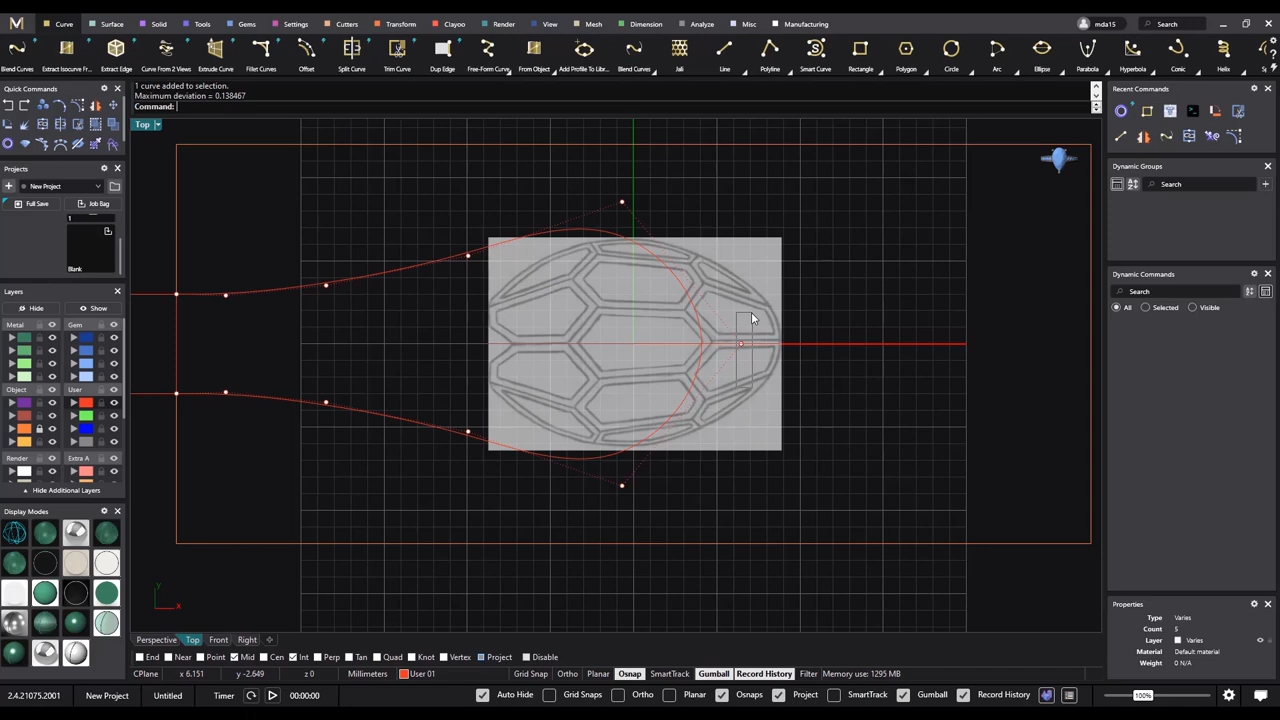 Curve Surface Solid Tools Gems Settings Cutters Transform Clayoo Render View Mesh Dimension Analyze Misc Manufacturing mda15 Search
Blend Curves Extract Isocurve Fr... Extract Edge Curve From 2 Views Extrude Curve Fillet Curves Offset Split Curve Trim Curve Dup Edge Free-Form Curve From Object Add Profile To Libr... Blend Curves Jali Line Polyline Smart Curve Rectangle Polygon Circle Arc Ellipse Parabola Hyperbola Conic Helix
Quick Commands
1 curve added to selection.
Maximum deviation = 0.138467
Command:
Top
Projects
New Project
Full Save Job Bag
1
Blank
Layers
Hide Show
Metal Gem
Object User
Render Extra A
Hide Additional Layers
Display Modes
y
x
Recent Commands
Dynamic Groups
Search
Dynamic Commands
Search
All Selected Visible
Properties
Type Varies
Count 5
Layer Varies
Material Default material
Weight 0 N/A
Perspective Top Front Right
End Near Point Mid Cen Int Perp Tan Quad Knot Vertex Project Disable
CPlane x 6.151 y -2.649 z 0 Millimeters User 01 Grid Snap Ortho Planar Osnap SmartTrack Gumball Record History Filter Memory use: 1295 MB
2.4.21075.2001 New Project Untitled Timer 00:00:00 Auto Hide Grid Snaps Ortho Planar Osnaps Project SmartTrack Gumball Record History 100%